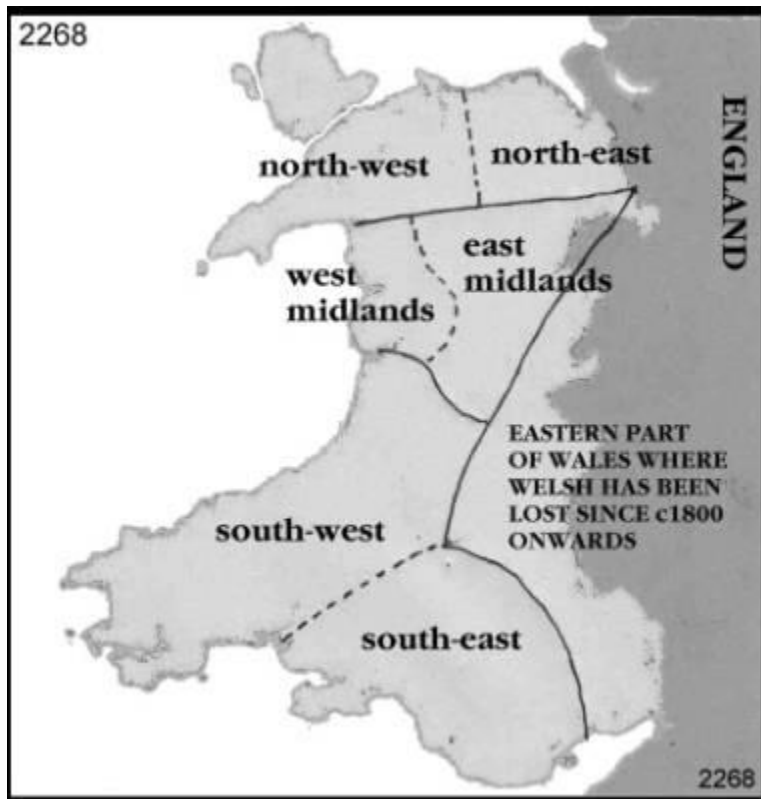 2268
ENGLAND
north-west
north-east
west
midlands
east
midlands
EASTERN PART
OF WALES WHERE
WELSH HAS BEEN
LOST SINCE c1800
ONWARDS
south-west
south-east
2268